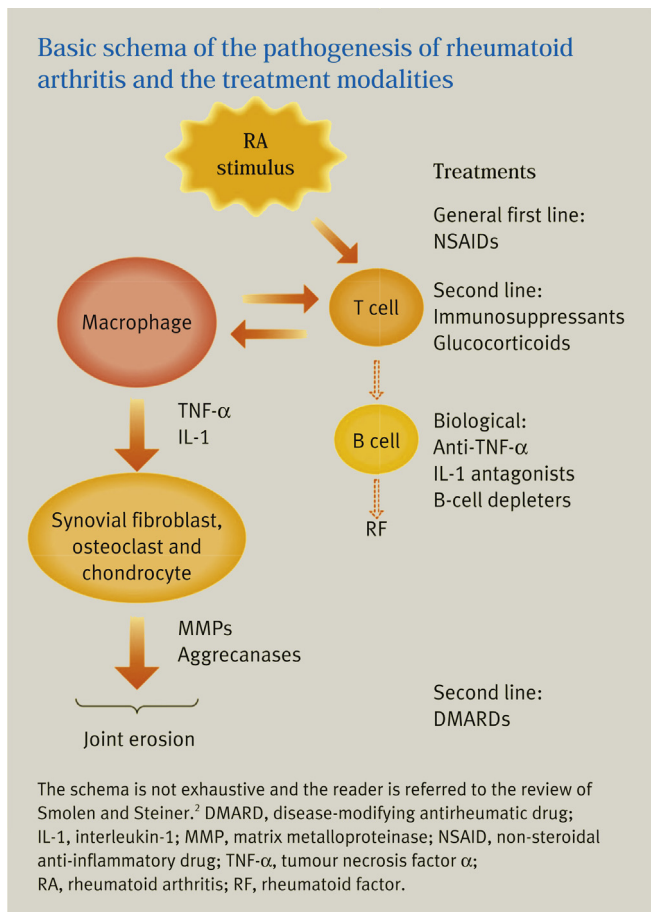 Basic schema of the pathogenesis of rheumatoid
arthritis and the treatment modalities
RA
stimulus
Treatments
General first line:
NSAIDs
Macrophage
T cell
Second line:
Immunosuppressants
Glucocorticoids
TNF-α
IL-1
B cell
Biological:
Anti-TNF-α
IL-1 antagonists
B-cell depleters
Synovial fibroblast,
osteoclast and
chondrocyte
RF
MMPs
Aggrecanases
Second line:
DMARDs
Joint erosion
The schema is not exhaustive and the reader is referred to the review of
Smolen and Steiner.² DMARD, disease-modifying antirheumatic drug;
IL-1, interleukin-1; MMP, matrix metalloproteinase; NSAID, non-steroidal
anti-inflammatory drug; TNF-α, tumour necrosis factor α;
RA, rheumatoid arthritis; RF, rheumatoid factor.